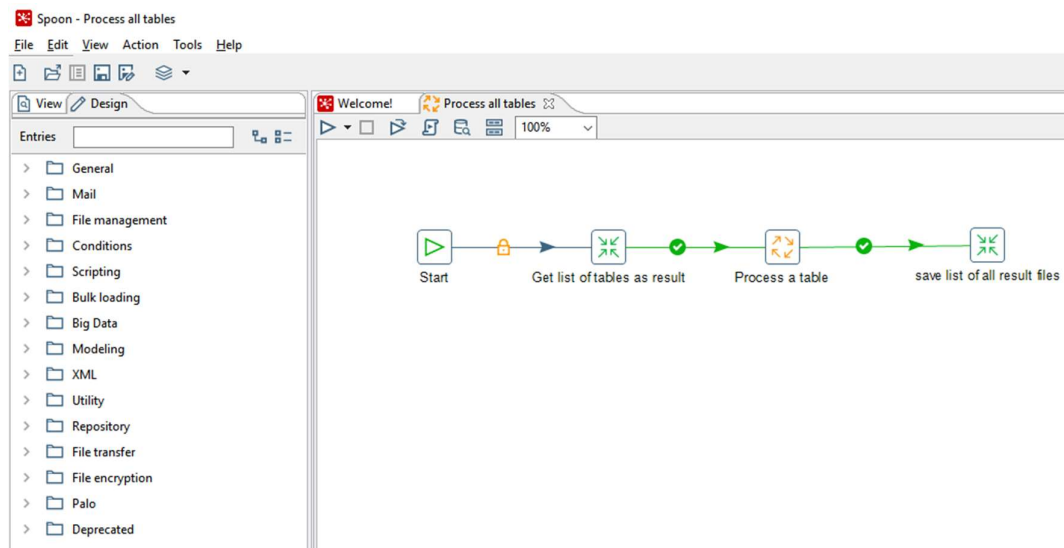 Spoon - Process all tables
File Edit View Action Tools Help
View Design
Welcome! Process all tables
Entries
100%
General
Mail
File management
Conditions
Scripting
Bulk loading
Big Data
Modeling
XML
Utility
Repository
File transfer
File encryption
Palo
Deprecated
Start
Get list of tables as result
Process a table
save list of all result files